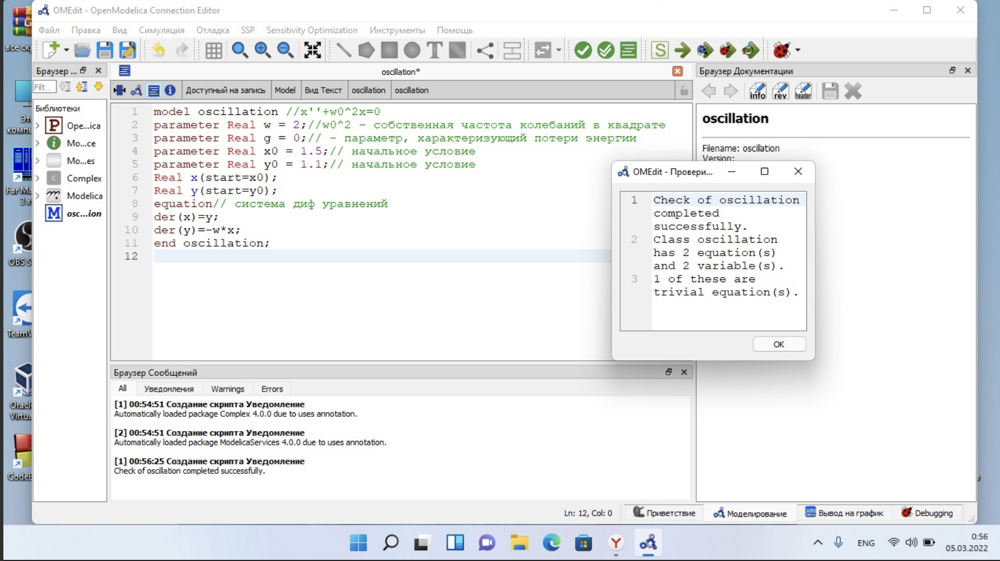 OMEdit - OpenModelica Connection Editor
Файл Правка Вид Симуляция Отладка SSP Sensitivity Optimization Инструменты Помощь
Браузер ...
oscillation*
Браузер Документации
Filt...
Доступный на запись Model Вид Текст oscillation oscillation
info rev header
Библиотеки
P Ope...ica
Mo...ce
Mo...es
C Complex
Modelica
M osc...ion
1 model oscillation //x''+w0^2x=0
2 parameter Real w = 2;//w0^2 - собственная частота колебаний в квадрате
3 parameter Real g = 0;// - параметр, характеризующий потери энергии
4 parameter Real x0 = 1.5;// начальное условие
5 parameter Real y0 = 1.1;// начальное условие
6 Real x(start=x0);
7 Real y(start=y0);
8 equation// система диф уравнений
9 der(x)=y;
10 der(y)=-w*x;
11 end oscillation;
12
oscillation
Filename: oscillation
Version:
OMEdit - Провери...
1 Check of oscillation
completed
successfully.
2 Class oscillation
has 2 equation(s)
and 2 variable(s).
3 1 of these are
trivial equation(s).
OK
Браузер Сообщений
All Уведомления Warnings Errors
[1] 00:54:51 Создание скрипта Уведомление
Automatically loaded package Complex 4.0.0 due to uses annotation.
[2] 00:54:51 Создание скрипта Уведомление
Automatically loaded package ModelicaServices 4.0.0 due to uses annotation.
[1] 00:56:25 Создание скрипта Уведомление
Check of oscillation completed successfully.
Ln: 12, Col: 0 Приветствие Моделирование Вывод на график Debugging
все ск
Эт
компь
Far Ma
3 x
OBS S
TeamV
Oracl
Virtua
CodeB
ENG
0:56
05.03.2022